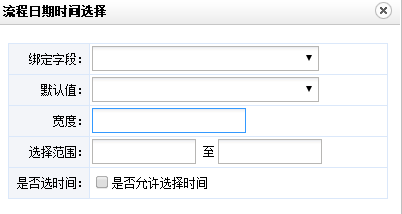 流程日期时间选择
绑定字段：
默认值：
宽度：
选择范围： 至
是否选时间： 是否允许选择时间